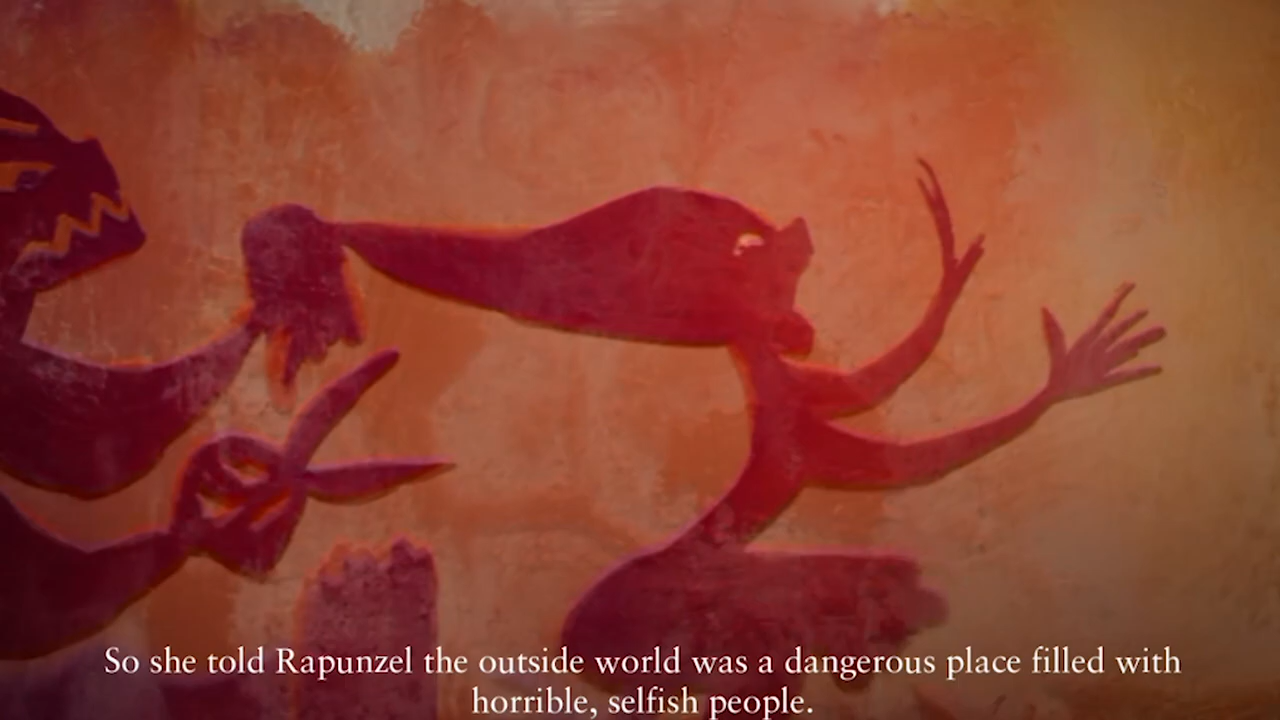 So she told Rapunzel the outside world was a dangerous place filled with
horrible, selfish people.